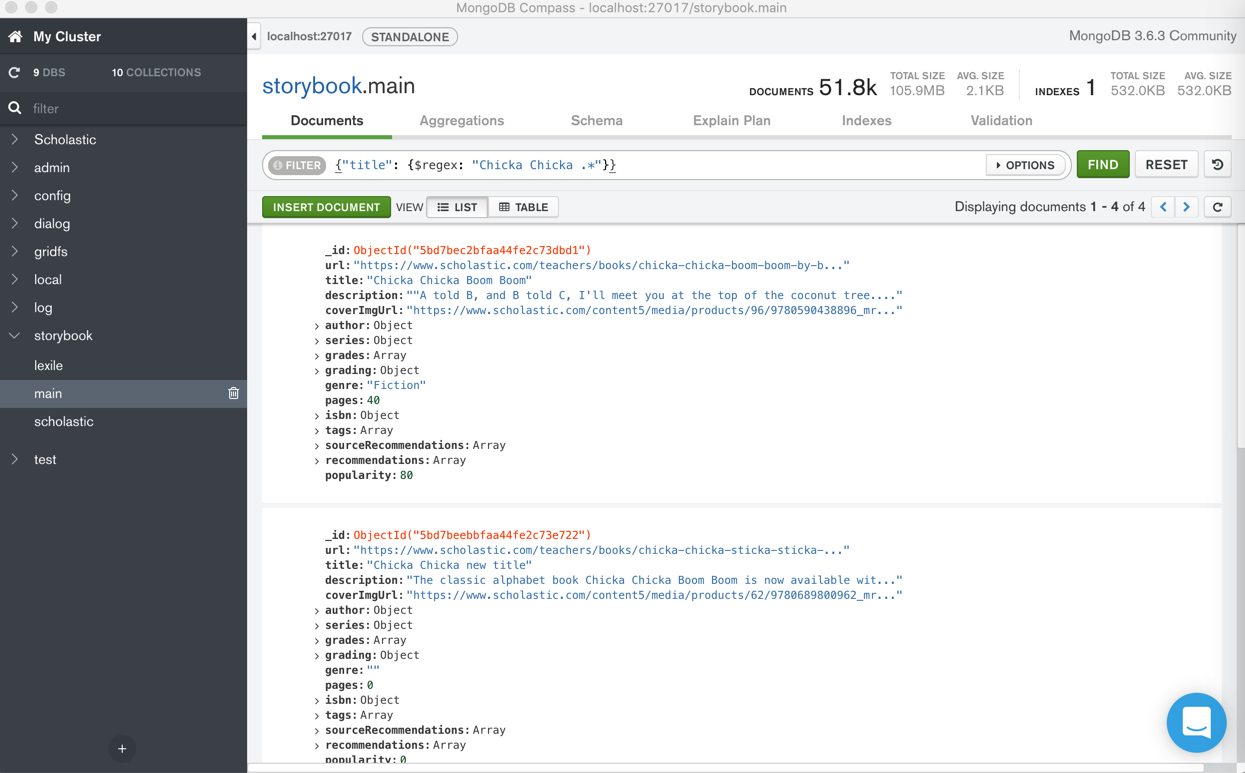 MongoDB Compass - localhost:27017/storybook.main
My Cluster
localhost:27017 STANDALONE
MongoDB 3.6.3 Community
9 DBS 10 COLLECTIONS
filter
Scholastic
admin
config
dialog
gridfs
local
log
storybook
lexile
main
scholastic
test
+
storybook.main
DOCUMENTS 51.8k TOTAL SIZE 105.9MB AVG. SIZE 2.1KB
INDEXES 1 TOTAL SIZE 532.0KB AVG. SIZE 532.0KB
Documents Aggregations Schema Explain Plan Indexes Validation
FILTER {"title": {$regex: "Chicka Chicka .*"}} OPTIONS FIND RESET
INSERT DOCUMENT VIEW LIST TABLE Displaying documents 1 - 4 of 4
_id: ObjectId("5bd7bec2bfaa44fe2c73dbd1")
url: "https://www.scholastic.com/teachers/books/chicka-chicka-boom-boom-by-b..."
title: "Chicka Chicka Boom Boom"
description: ""A told B, and B told C, I'll meet you at the top of the coconut tree...."
coverImgUrl: "https://www.scholastic.com/content5/media/products/96/9780590438896_mr..."
author: Object
series: Object
grades: Array
grading: Object
genre: "Fiction"
pages: 40
isbn: Object
tags: Array
sourceRecommendations: Array
recommendations: Array
popularity: 80
_id: ObjectId("5bd7beebbfaa44fe2c73e722")
url: "https://www.scholastic.com/teachers/books/chicka-chicka-sticka-sticka-..."
title: "Chicka Chicka new title"
description: "The classic alphabet book Chicka Chicka Boom Boom is now available wit..."
coverImgUrl: "https://www.scholastic.com/content5/media/products/62/9780689800962_mr..."
author: Object
series: Object
grades: Array
grading: Object
genre: ""
pages: 0
isbn: Object
tags: Array
sourceRecommendations: Array
recommendations: Array
popularity: 0